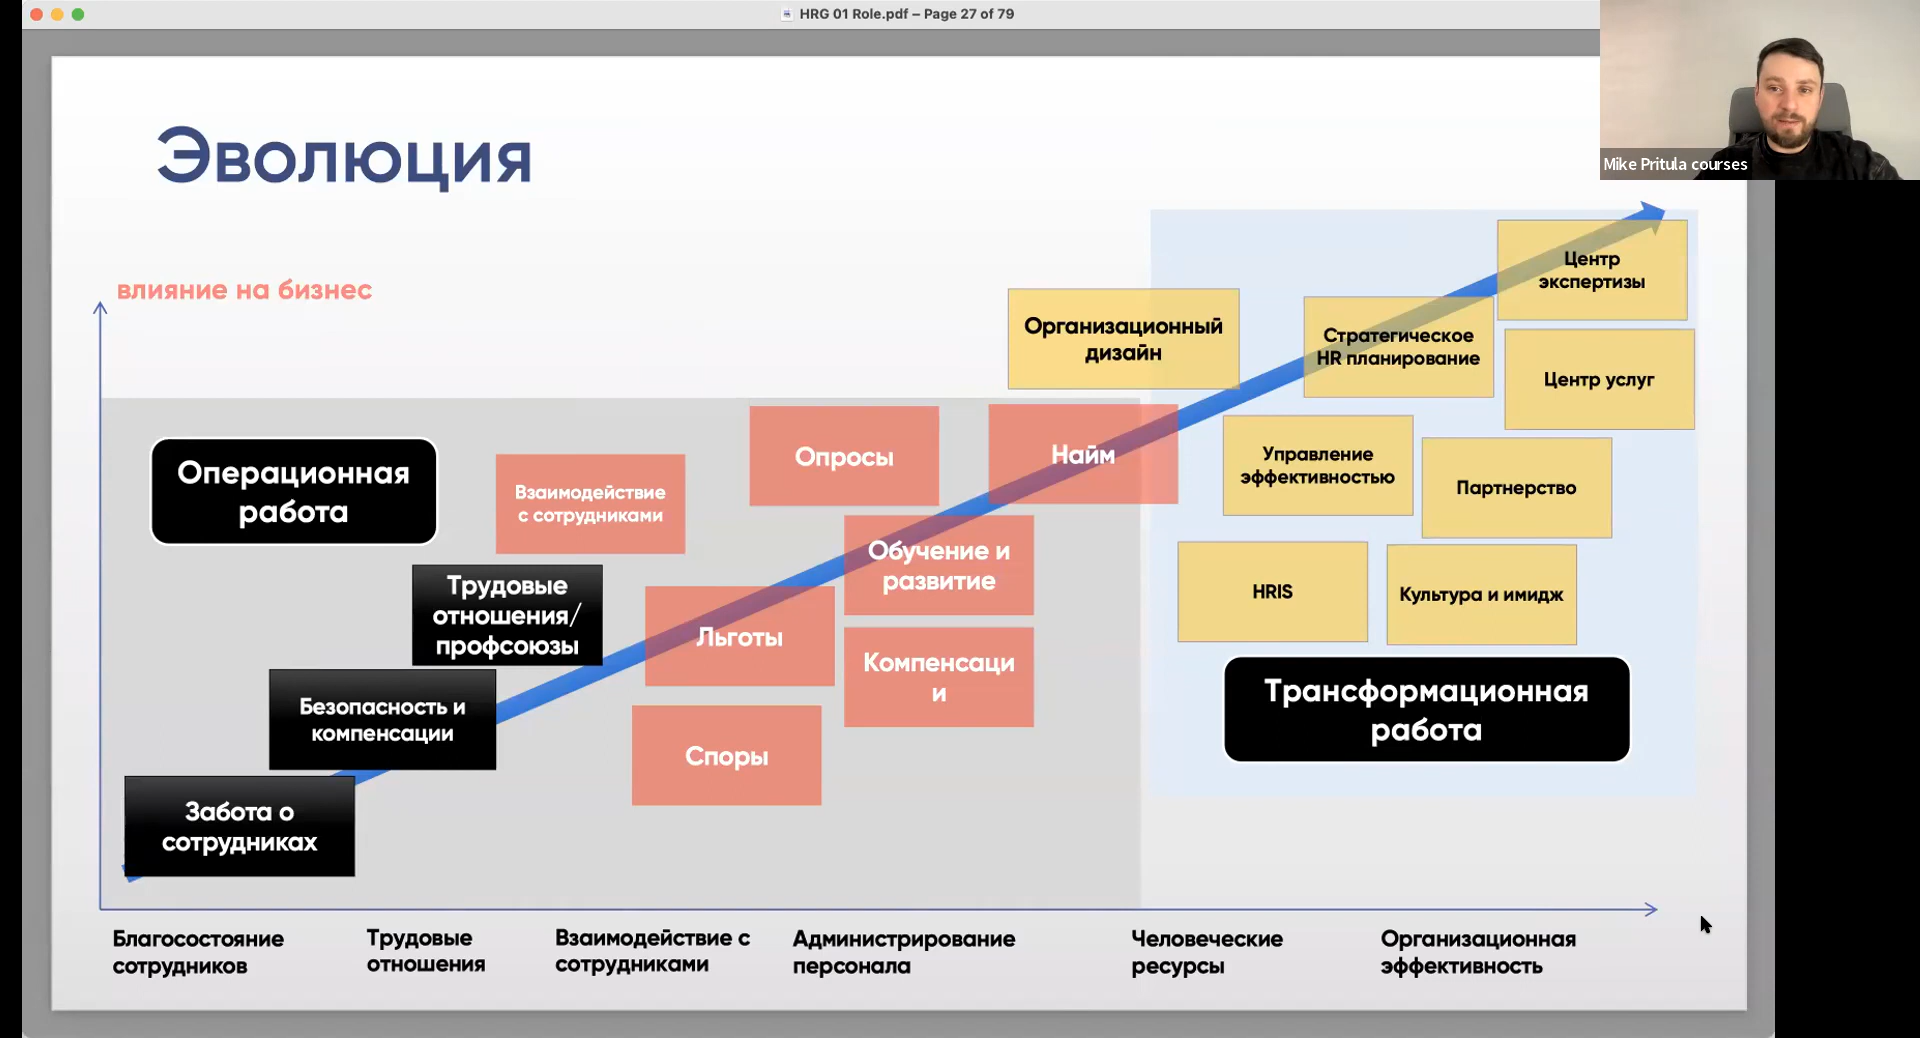 HRG 01 Role.pdf – Page 27 of 79
Mike Pritula courses
Эволюция
влияние на бизнес
Центр
экспертизы
Организационный
дизайн
Стратегическое
HR планирование
Центр услуг
Операционная
работа
Взаимодействие
с сотрудниками
Опросы
Найм
Управление
эффективностью
Партнерство
Трудовые
отношения/
профсоюзы
Обучение и
развитие
HRIS
Культура и имидж
Льготы
Компенсаци
и
Безопасность и
компенсации
Споры
Трансформационная
работа
Забота о
сотрудниках
Благосостояние
сотрудников
Трудовые
отношения
Взаимодействие с
сотрудниками
Администрирование
персонала
Человеческие
ресурсы
Организационная
эффективность